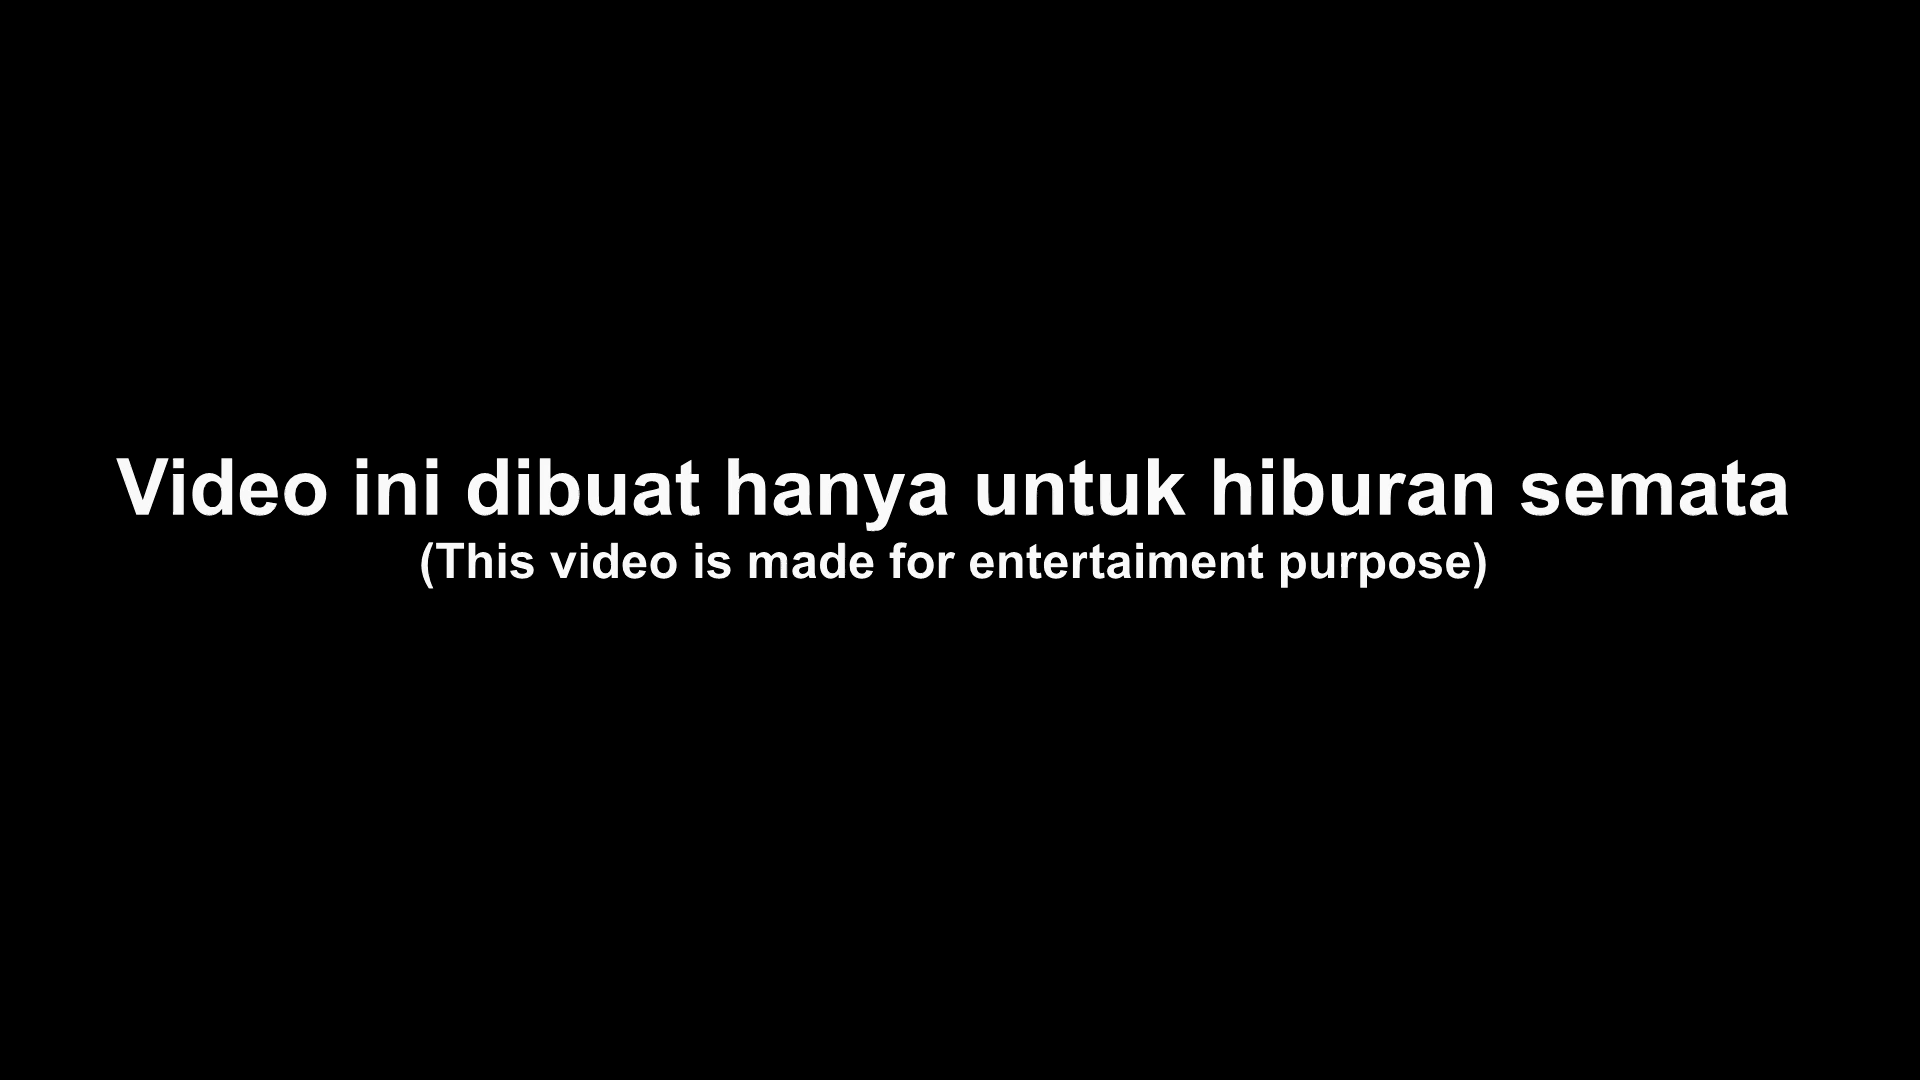 Video ini dibuat hanya untuk hiburan semata
(This video is made for entertaiment purpose)